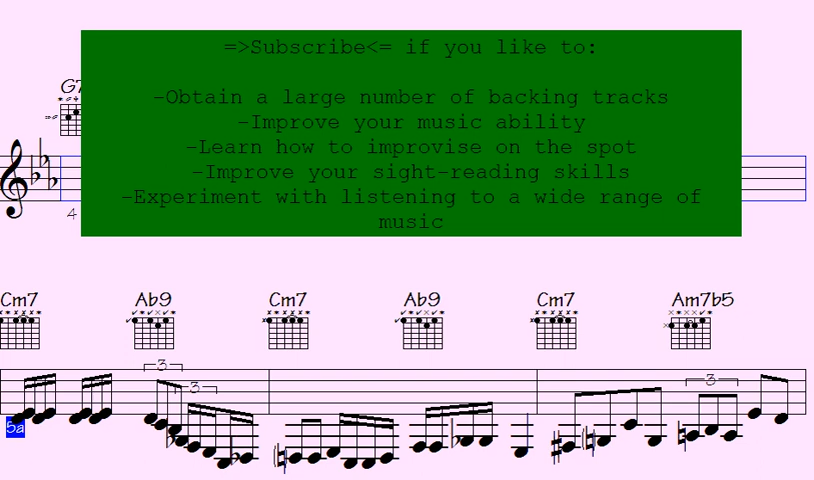 =>Subscribe<= if you like to:
-Obtain a large number of backing tracks
-Improve your music ability
-Learn how to improvise on the spot
-Improve your sight-reading skills
-Experiment with listening to a wide range of
music
G7
4
Cm7 Ab9 Cm7 Ab9 Cm7 Am7b5
3 3 3
5a